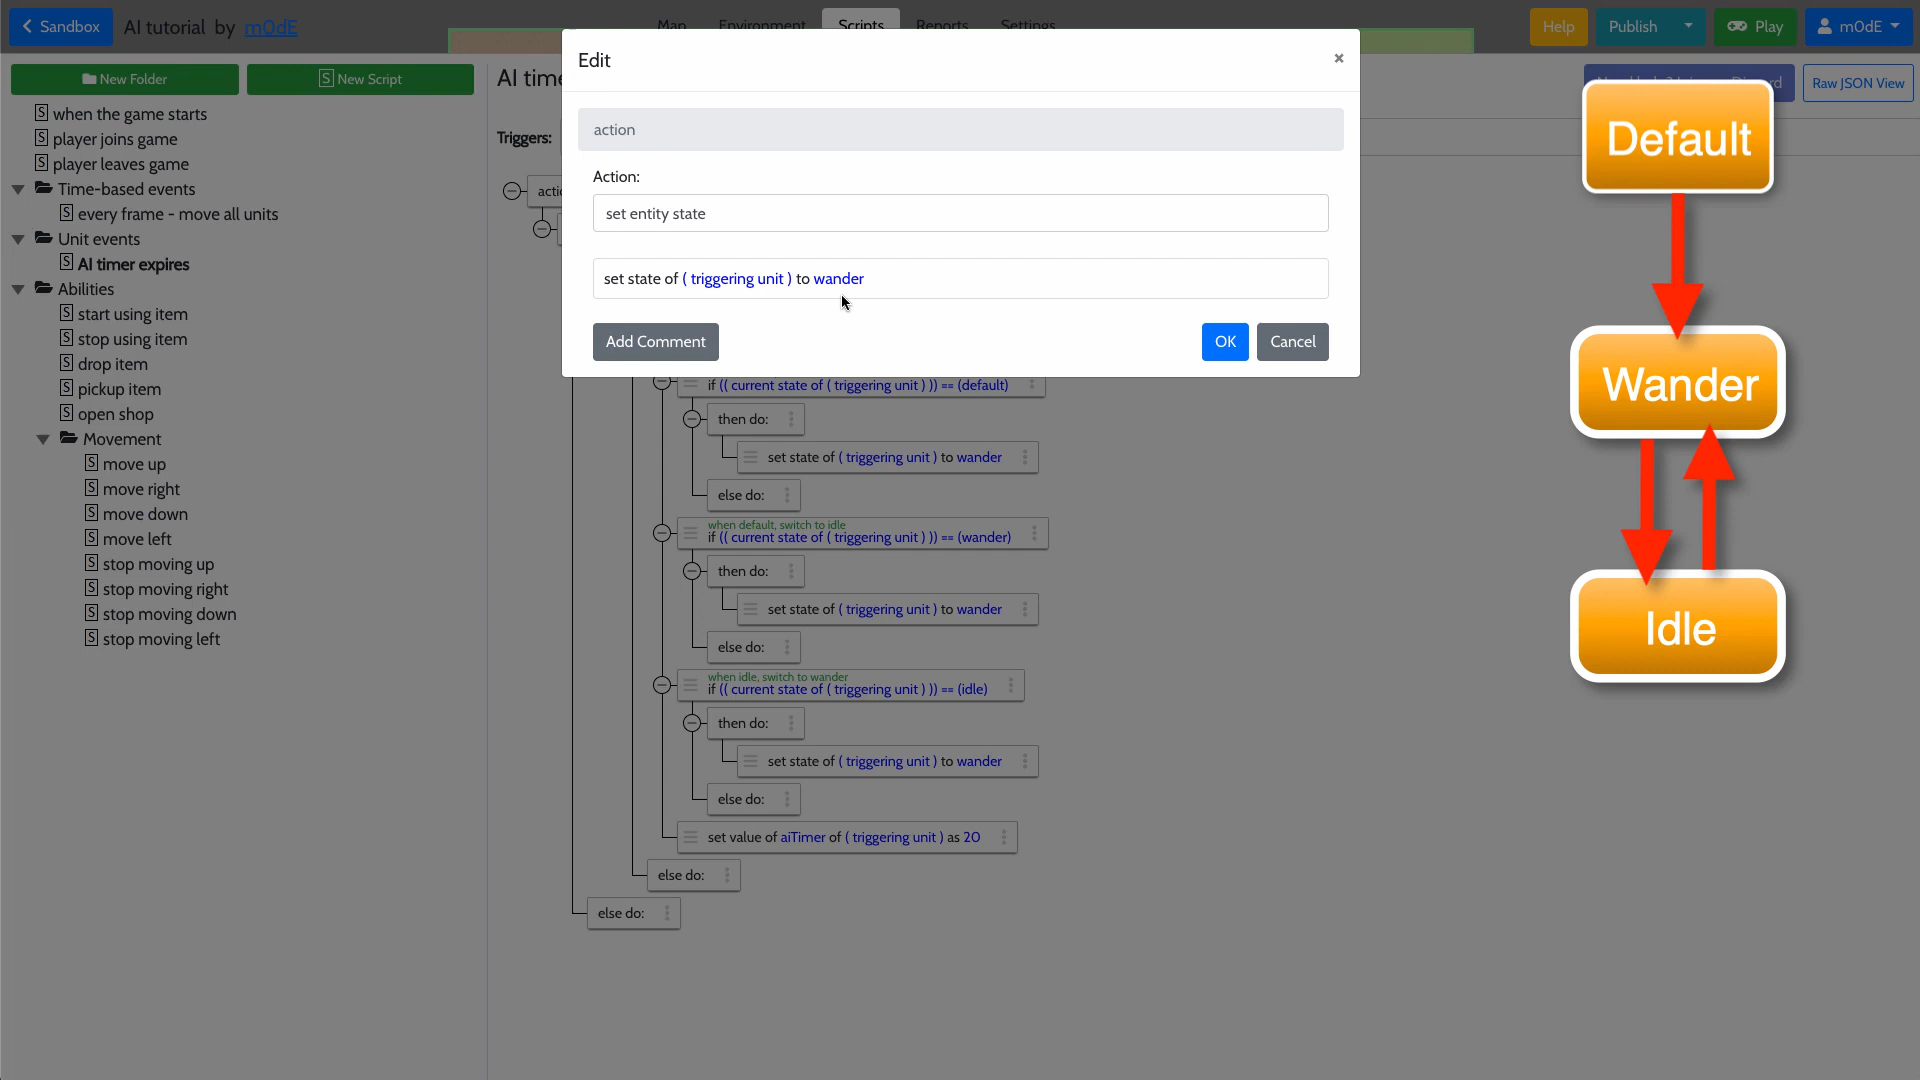 Sandbox
AI tutorial by m0dE
Map
Environment
Scripts
Reports
Settings
Help
Publish
Play
m0dE
New Folder
New Script
when the game starts
player joins game
player leaves game
Time-based events
every frame - move all units
Unit events
AI timer expires
Abilities
start using item
stop using item
drop item
pickup item
open shop
Movement
move up
move right
move down
move left
stop moving up
stop moving right
stop moving down
stop moving left
AI time
Raw JSON View
Triggers:
actio
Edit
×
action
Action:
set entity state
set state of ( triggering unit ) to wander
Add Comment
OK
Cancel
if (( current state of ( triggering unit ) )) == (default)
then do:
set state of ( triggering unit ) to wander
else do:
when default, switch to idle
if (( current state of ( triggering unit ) )) == (wander)
then do:
set state of ( triggering unit ) to wander
else do:
when idle, switch to wander
if (( current state of ( triggering unit ) )) == (idle)
then do:
set state of ( triggering unit ) to wander
else do:
set value of aiTimer of ( triggering unit ) as 20
else do:
else do:
Default
Wander
Idle